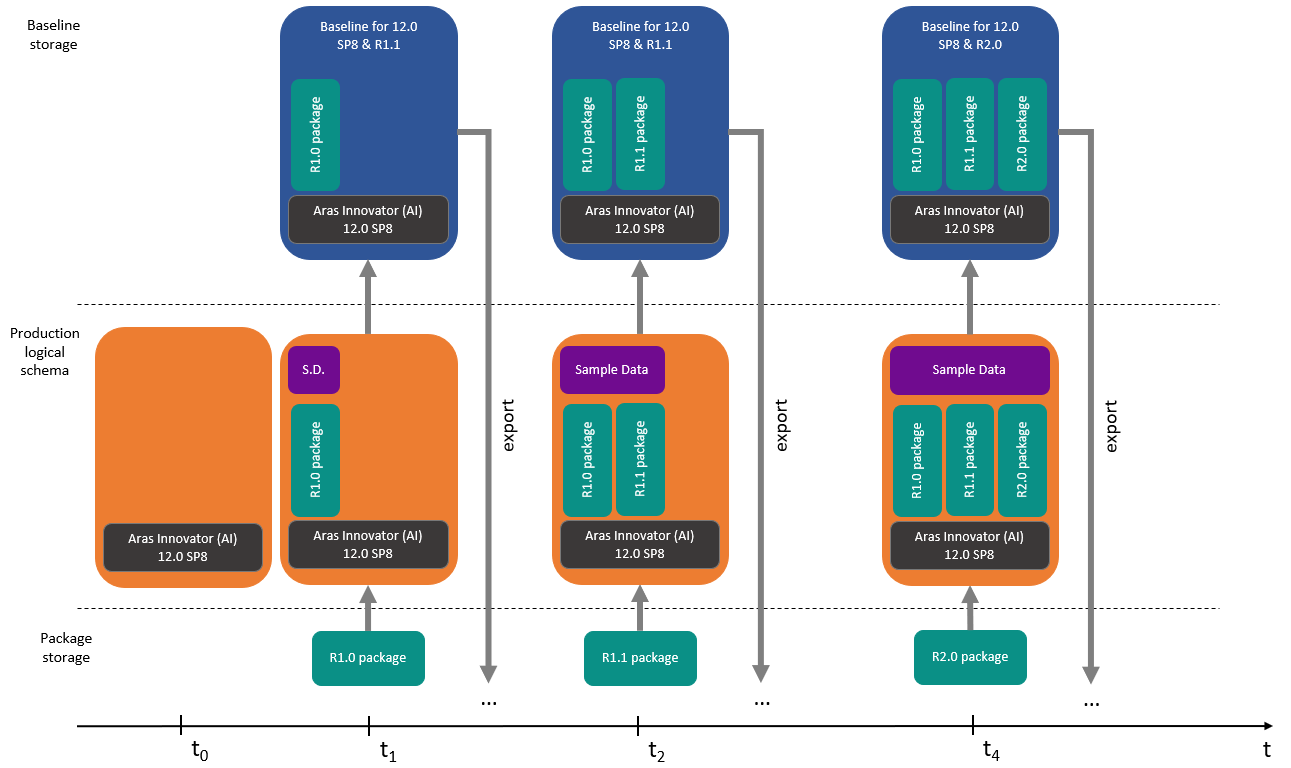 Baseline
storage
Baseline for 12.0
SP8 & R1.1
R1.0 package
Aras Innovator (AI)
12.0 SP8
Baseline for 12.0
SP8 & R1.1
R1.0 package
R1.1 package
Aras Innovator (AI)
12.0 SP8
Baseline for 12.0
SP8 & R2.0
R1.0 package
R1.1 package
R2.0 package
Aras Innovator (AI)
12.0 SP8
Production
logical
schema
Aras Innovator (AI)
12.0 SP8
S.D.
R1.0 package
Aras Innovator (AI)
12.0 SP8
export
Sample Data
R1.0 package
R1.1 package
Aras Innovator (AI)
12.0 SP8
export
Sample Data
R1.0 package
R1.1 package
R2.0 package
Aras Innovator (AI)
12.0 SP8
export
Package
storage
R1.0 package
...
R1.1 package
...
R2.0 package
...
t0
t1
t2
t4
t